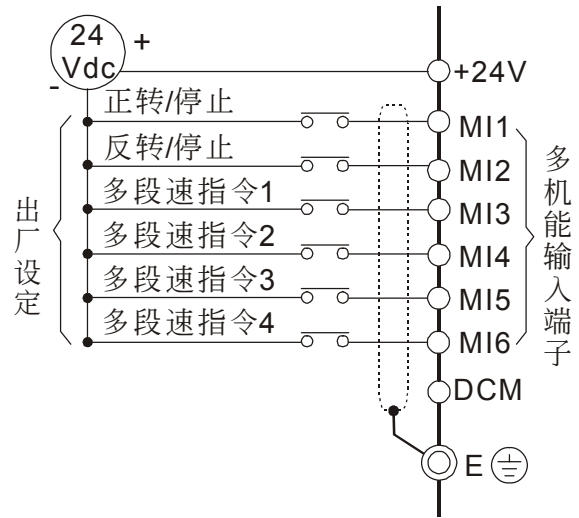 24
Vdc
+
-
+24V
正转/停止
MI1
反转/停止
MI2
多段速指令1
MI3
多段速指令2
MI4
多段速指令3
MI5
多段速指令4
MI6
出厂设定
多机能输入端子
DCM
E